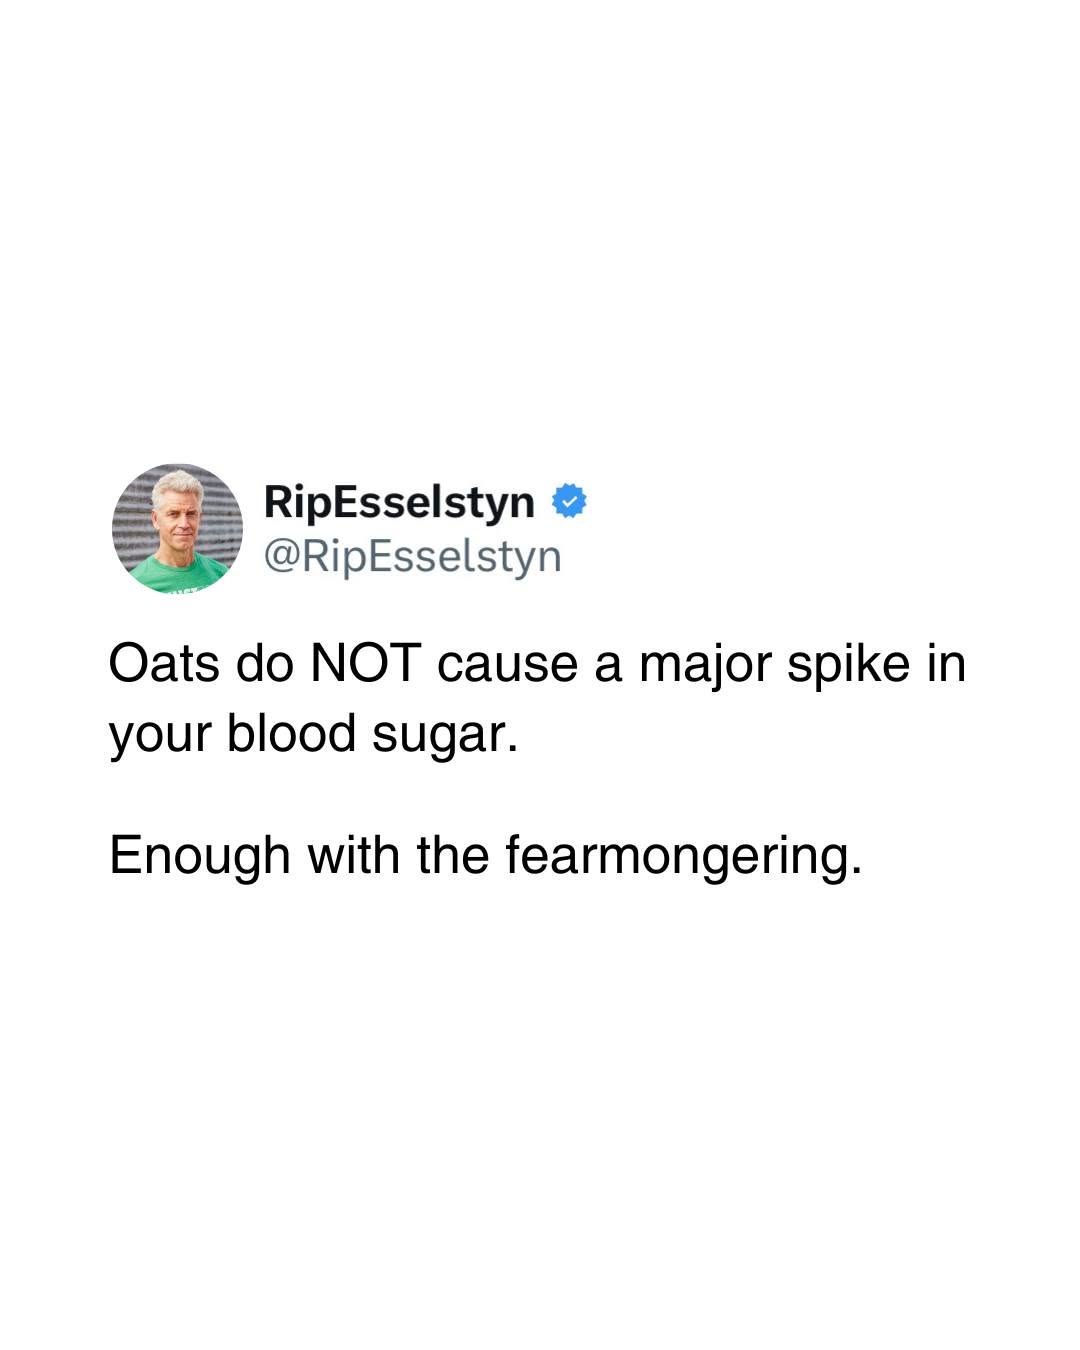 RipEsselstyn
@RipEsselstyn
Oats do NOT cause a major spike in
your blood sugar.
Enough with the fearmongering.